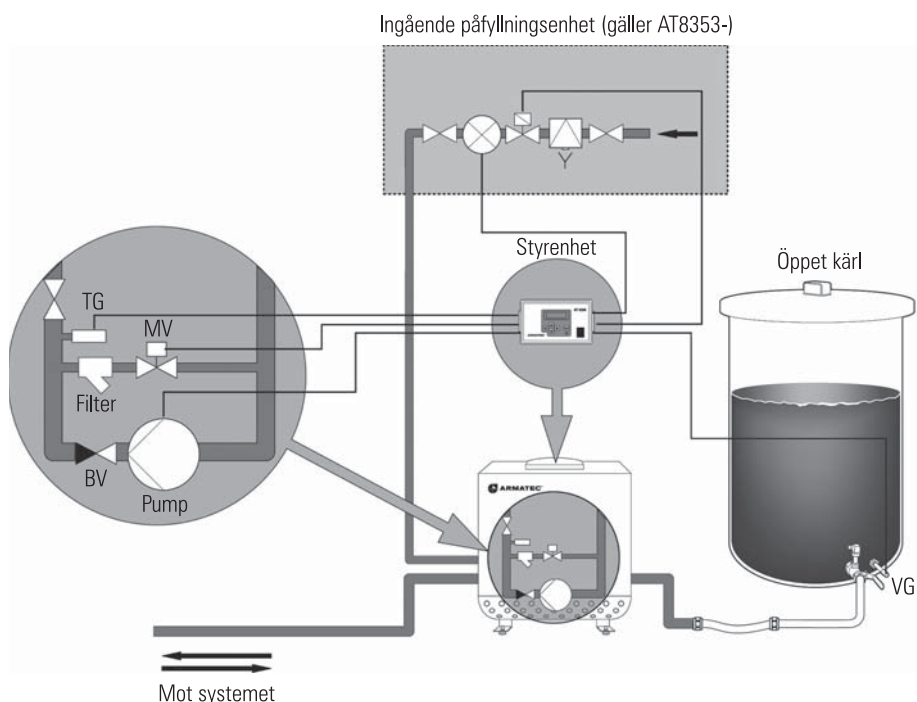 Ingående påfyllningsenhet (gäller AT8353-)
Styrenhet
Öppet kärl
TG
MV
Filter
BV
Pump
ARMATEC
VG
Mot systemet